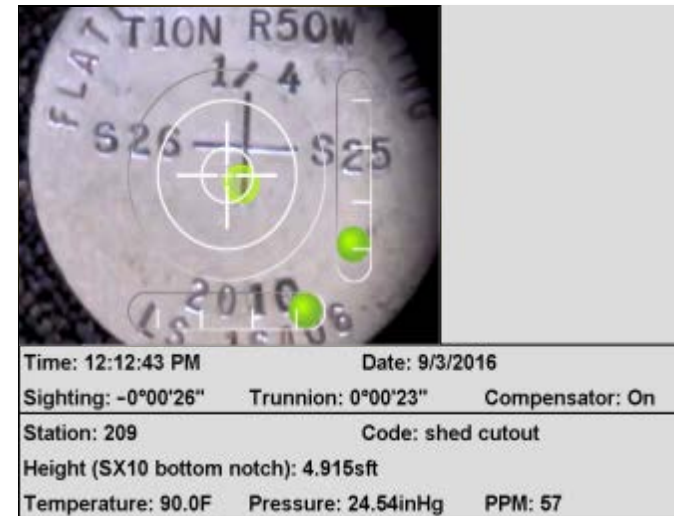 FLAT
T10N R50W
1/4
S26 S25
2010
LS
Time: 12:12:43 PM Date: 9/3/2016
Sighting: -0°00'26" Trunnion: 0°00'23" Compensator: On
Station: 209 Code: shed cutout
Height (SX10 bottom notch): 4.915sft
Temperature: 90.0F Pressure: 24.54inHg PPM: 57